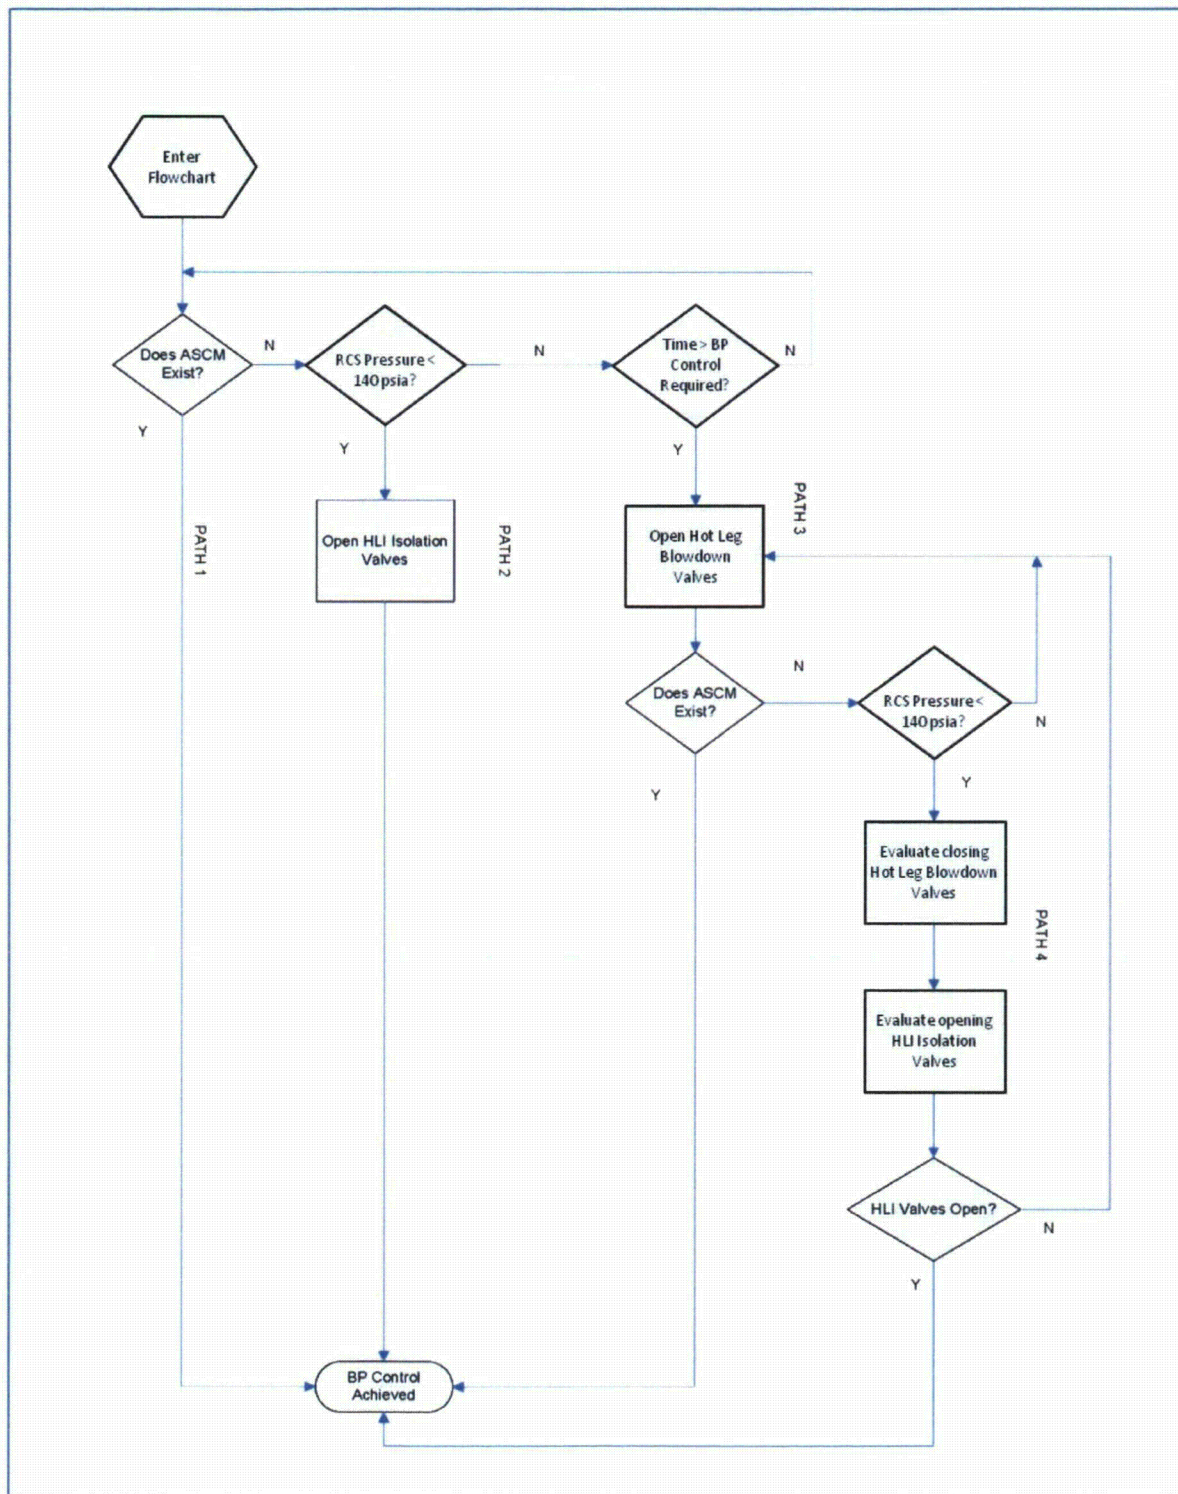 Enter
Flowchart
Does ASCM
Exist?
N
Y
RCS Pressure <
140 psia?
N
Y
Time > BP
Control
Required?
N
Y
PATH 1
Open HLI Isolation
Valves
PATH 2
PATH 3
Open Hot Leg
Blowdown
Valves
Does ASCM
Exist?
N
Y
RCS Pressure <
140 psia?
N
Y
Evaluate closing
Hot Leg Blowdown
Valves
PATH 4
Evaluate opening
HLI Isolation
Valves
HLI Valves Open?
N
Y
BP Control
Achieved